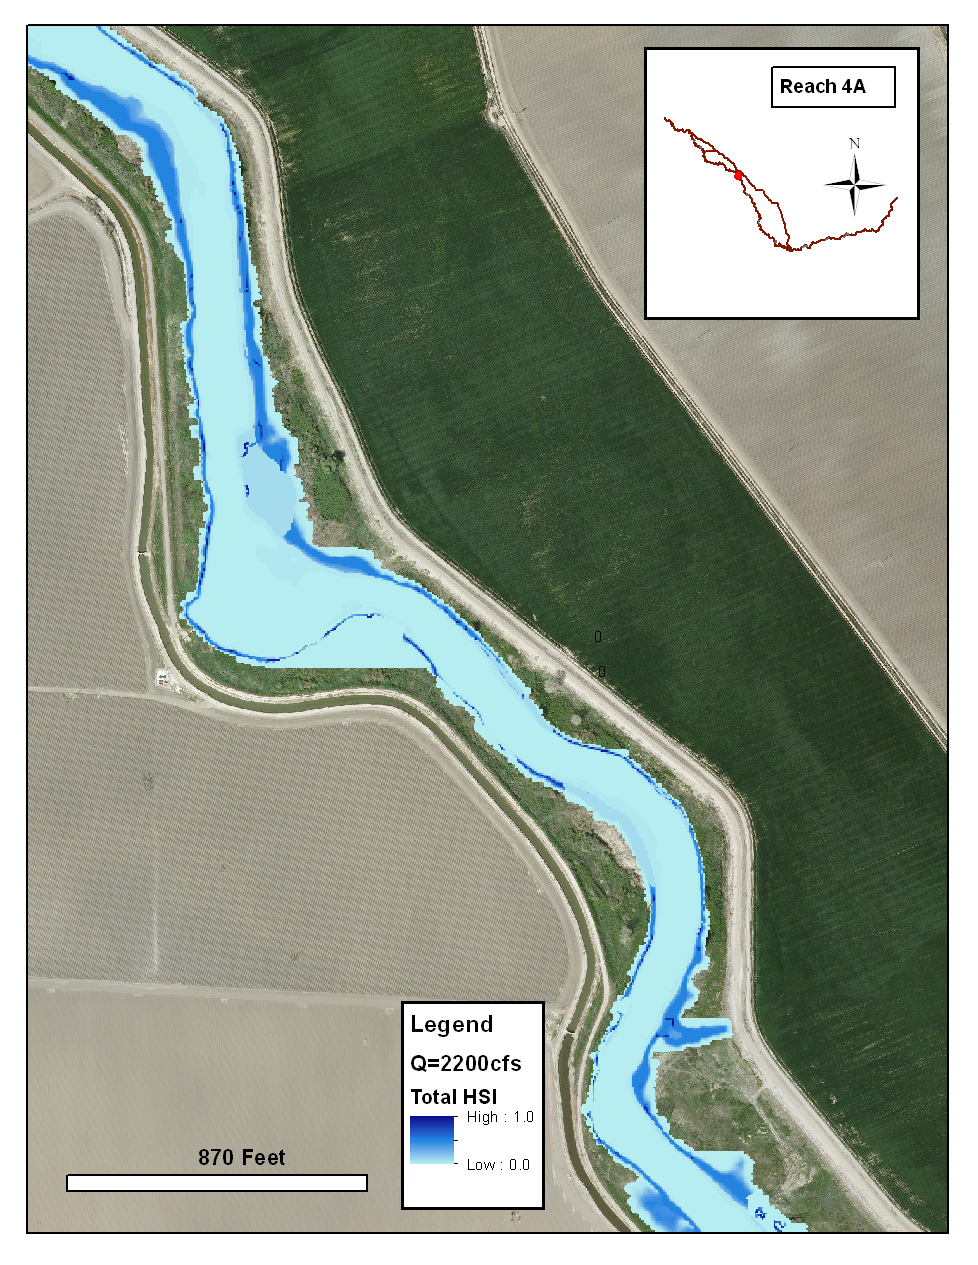 Reach 4A
N
0
0
Legend
Q=2200cfs
Total HSI
High : 1.0
Low : 0.0
870 Feet